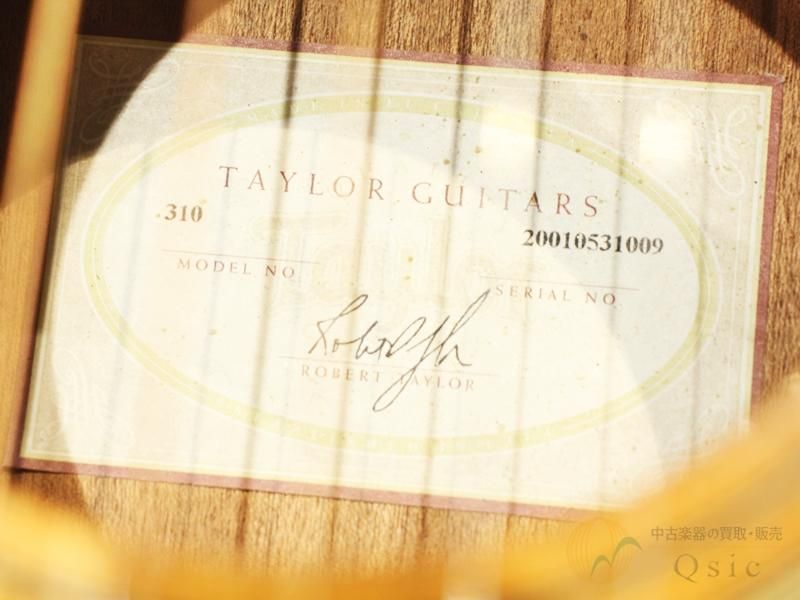 TAYLOR GUITARS
310
20010531009
MODEL NO
SERIAL NO
ROBERT TAYLOR
中古楽器の買取・販売
Qsic